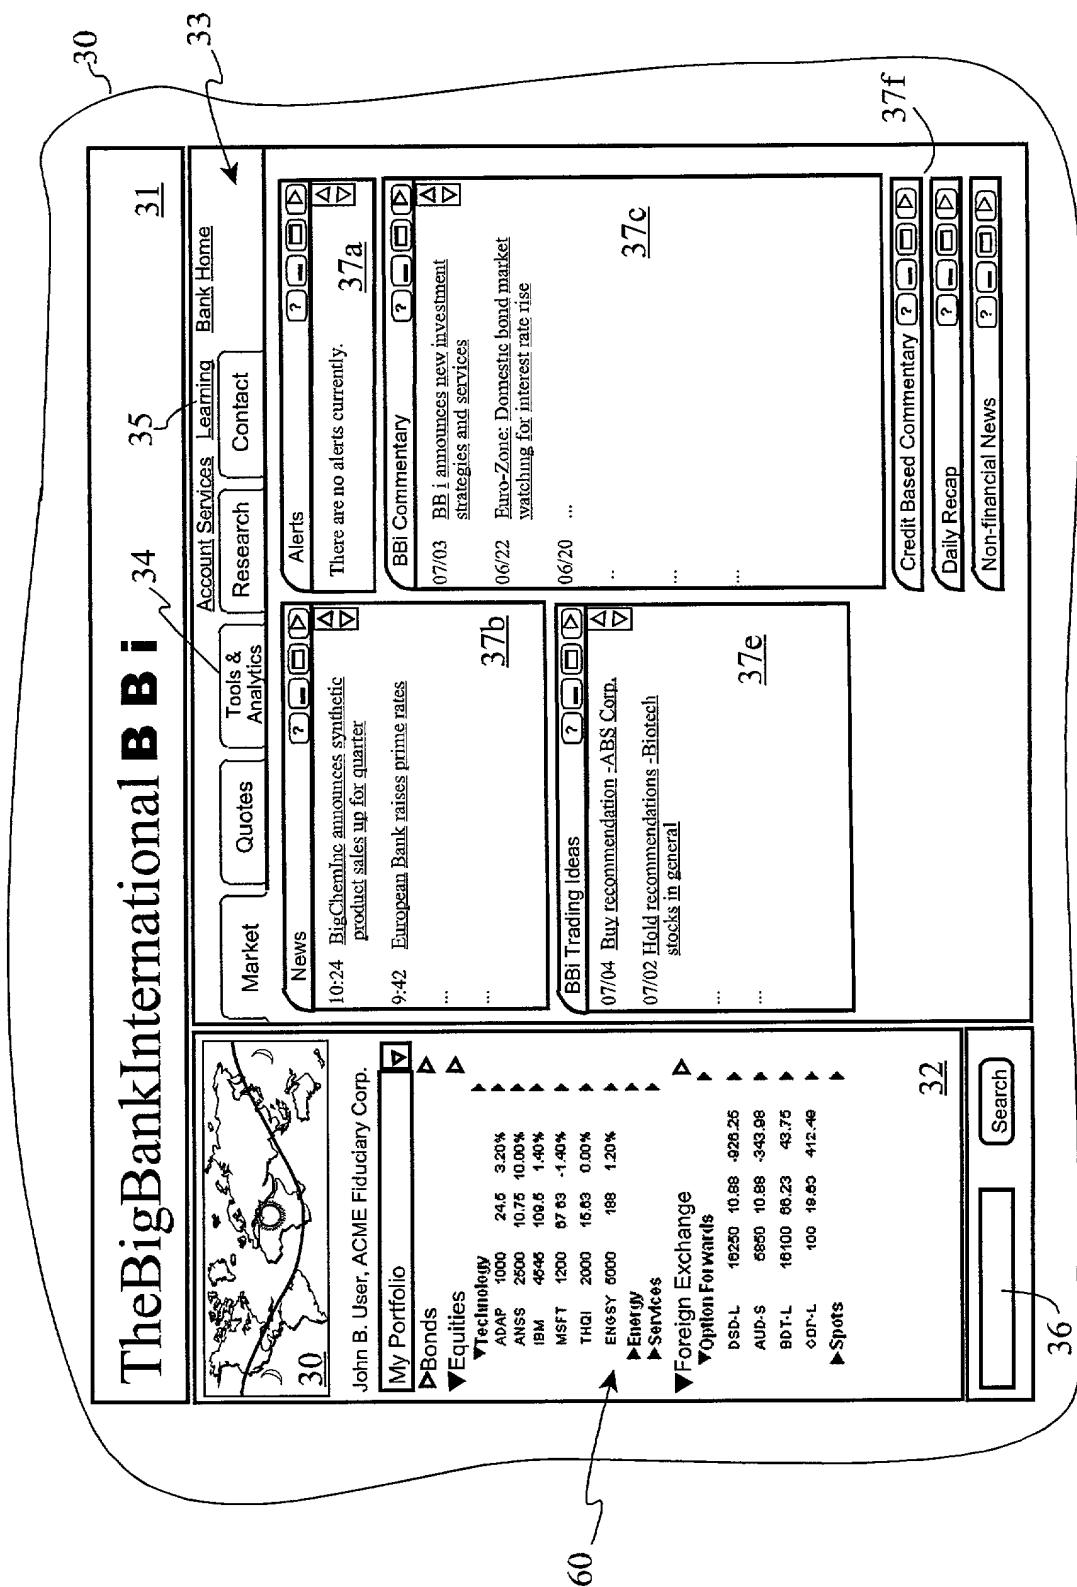 30
TheBigBankInternational B B i
31
33
34
35
Account Services Learning Bank Home
Market
Quotes
Tools &
Analytics
Research
Contact
30
John B. User, ACME Fiduciary Corp.
My Portfolio
Bonds
Equities
Technology
ADAP 1000 24.5 3.20%
ANSS 2500 10.75 10.00%
IBM 4545 109.5 1.40%
MSFT 1200 67.63 -1.40%
THQI 2000 15.63 0.00%
ENGSY 5000 188 1.20%
Energy
Services
Foreign Exchange
Option Forwards
DSD-L 16250 10.88 -926.25
AUD-S 5850 10.88 -343.98
BDT-L 16100 66.23 43.75
100 19.60 412.49
Spots
32
60
Search
36
News
?
10:24 BigChemInc announces synthetic
product sales up for quarter
9:42 European Bank raises prime rates
...
...
37b
BBi Trading Ideas
?
07/04 Buy recommendation -ABS Corp.
07/02 Hold recommendations -Biotech
stocks in general
...
...
37e
Alerts
?
There are no alerts currently.
37a
BBi Commentary
?
07/03 BB i announces new investment
strategies and services
06/22 Euro-Zone: Domestic bond market
watching for interest rate rise
06/20 ...
..
...
...
37c
Credit Based Commentary ?
37f
Daily Recap ?
Non-financial News ?